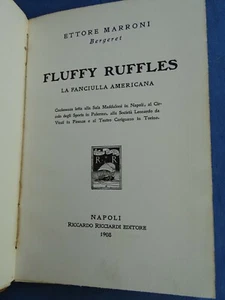 ETTORE MARRONI
Bergeret
FLUFFY RUFFLES
LA FANCIULLA AMERICANA
Conferenza letta alla Sala Maddaloni in Napoli, al Cir-
colo degli Sports in Palermo, alla Società Leonardo da
Vinci in Firenze e al Teatro Carignano in Torino.
R R
NAPOLI
RICCARDO RICCIARDI EDITORE
1908